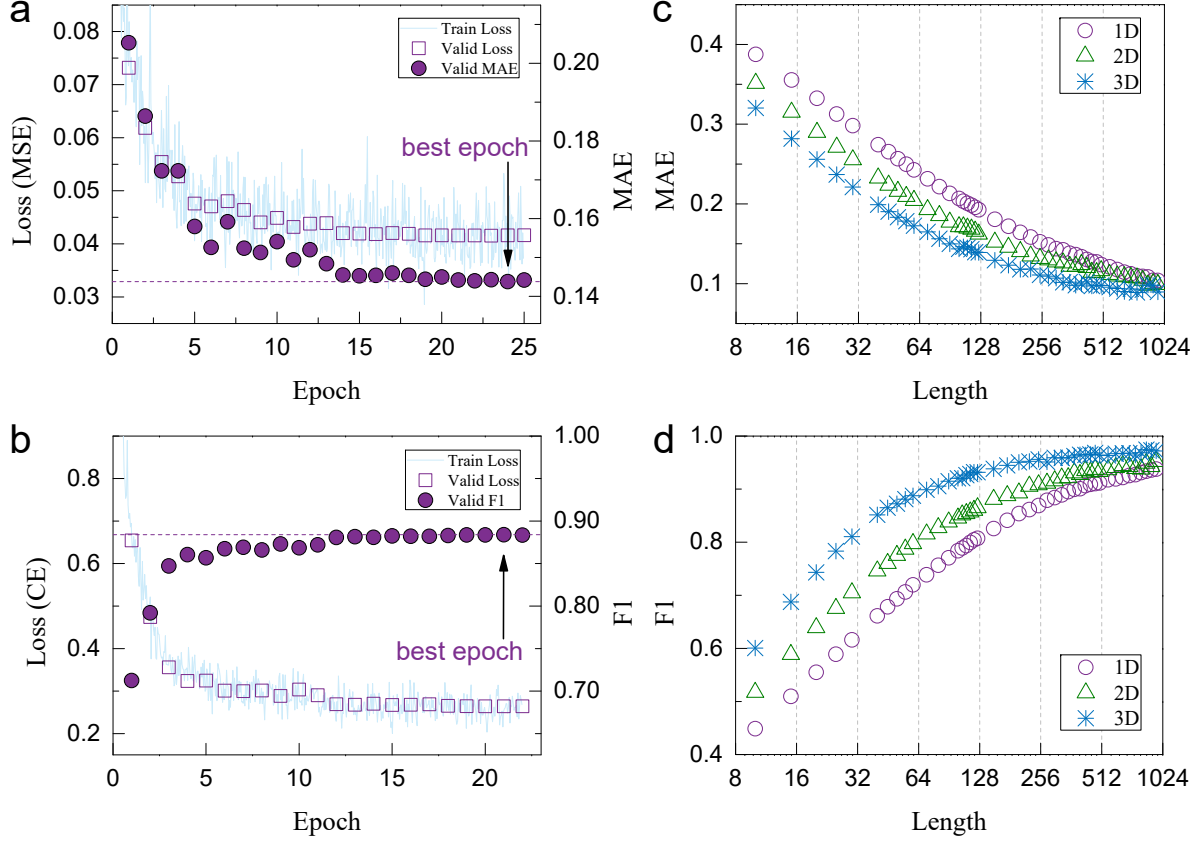 a
0.08
0.07
0.06
0.05
0.04
0.03
Loss (MSE)
Train Loss
Valid Loss
Valid MAE
best epoch
0.20
0.18
0.16
0.14
MAE
0 5 10 15 20 25
Epoch
c
0.4
0.3
0.2
0.1
MAE
1D
2D
3D
8 16 32 64 128 256 512 1024
Length
b
0.8
0.6
0.4
0.2
Loss (CE)
Train Loss
Valid Loss
Valid F1
best epoch
1.00
0.90
0.80
0.70
F1
0 5 10 15 20
Epoch
d
1.0
0.8
0.6
0.4
F1
1D
2D
3D
8 16 32 64 128 256 512 1024
Length